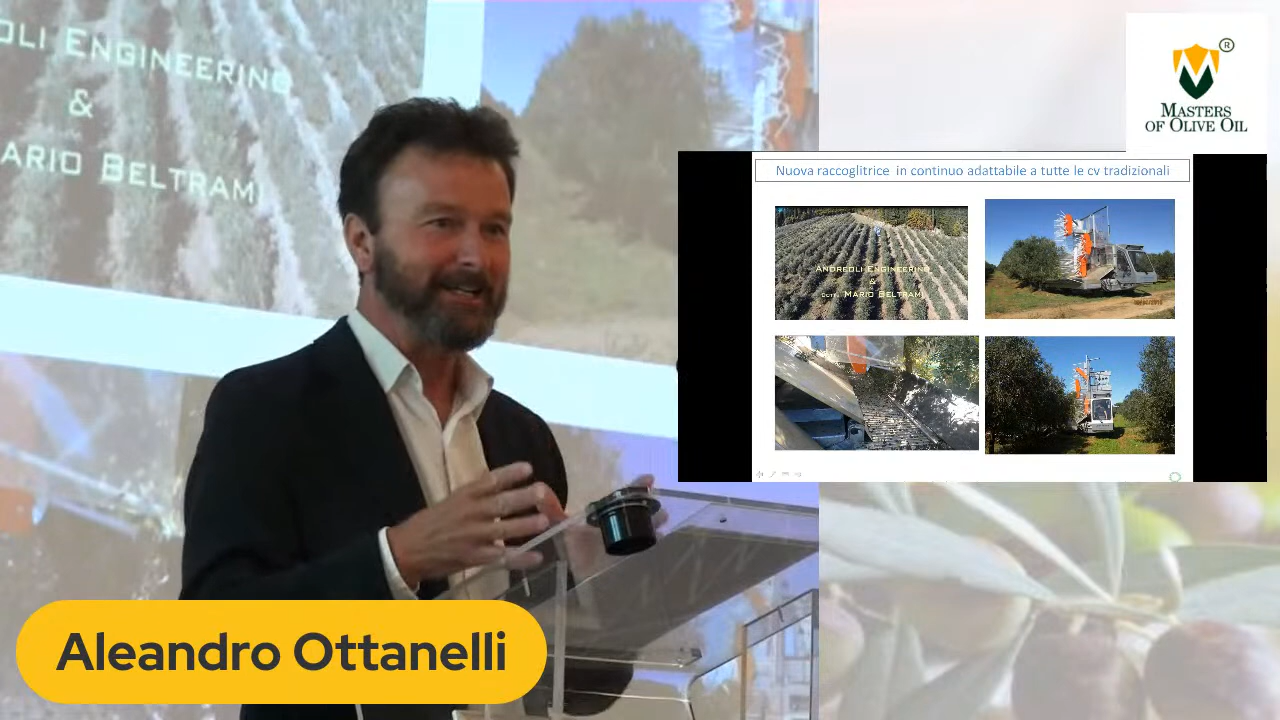 OLI ENGINEERING
&
ARIO BELTRAMI
®
MASTERS
OF OLIVE OIL
Nuova raccoglitrice in continuo adattabile a tutte le cv tradizionali
ANDREOLI ENGINEERING
&
DOTT. MARIO BELTRAMI
Aleandro Ottanelli